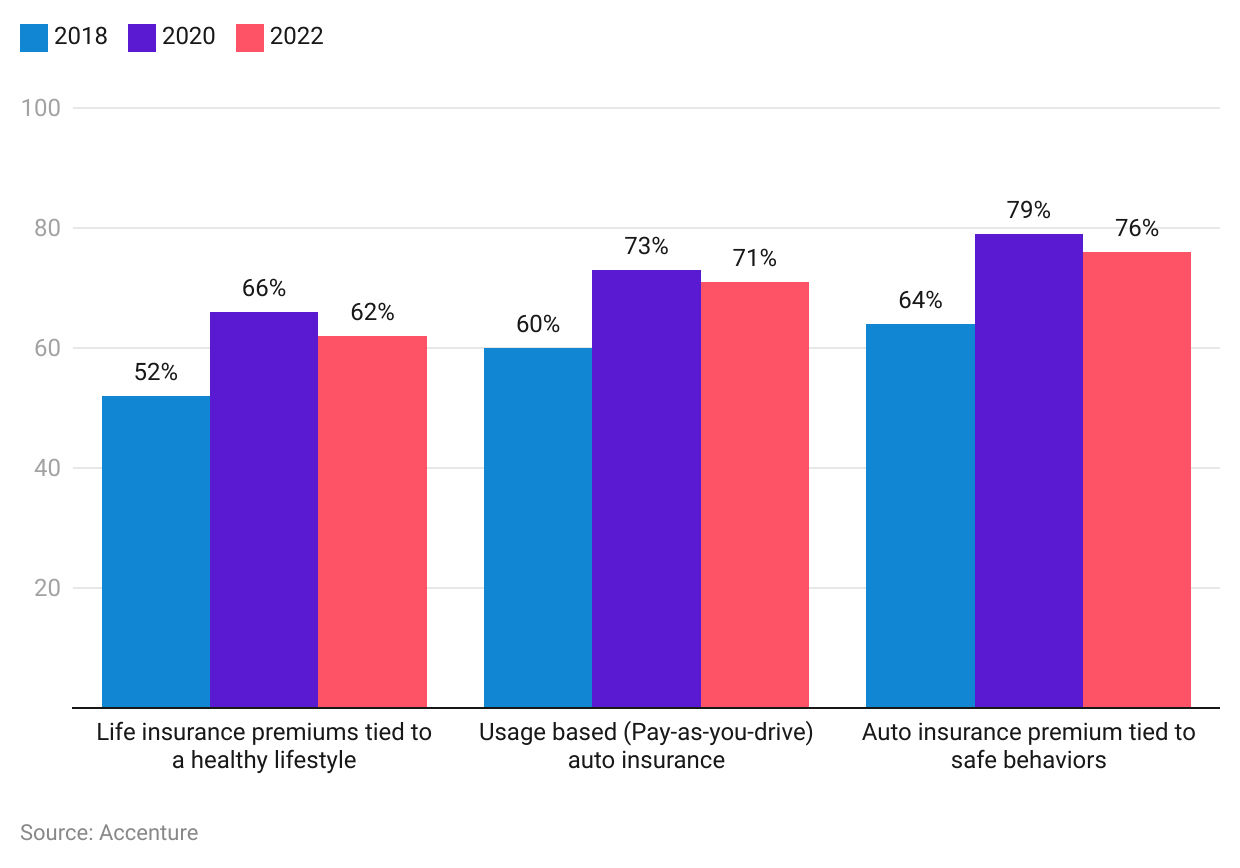 2018 2020 2022
100
80
60
40
20
52%
66%
62%
60%
73%
71%
64%
79%
76%
Life insurance premiums tied to
a healthy lifestyle
Usage based (Pay-as-you-drive)
auto insurance
Auto insurance premium tied to
safe behaviors
Source: Accenture